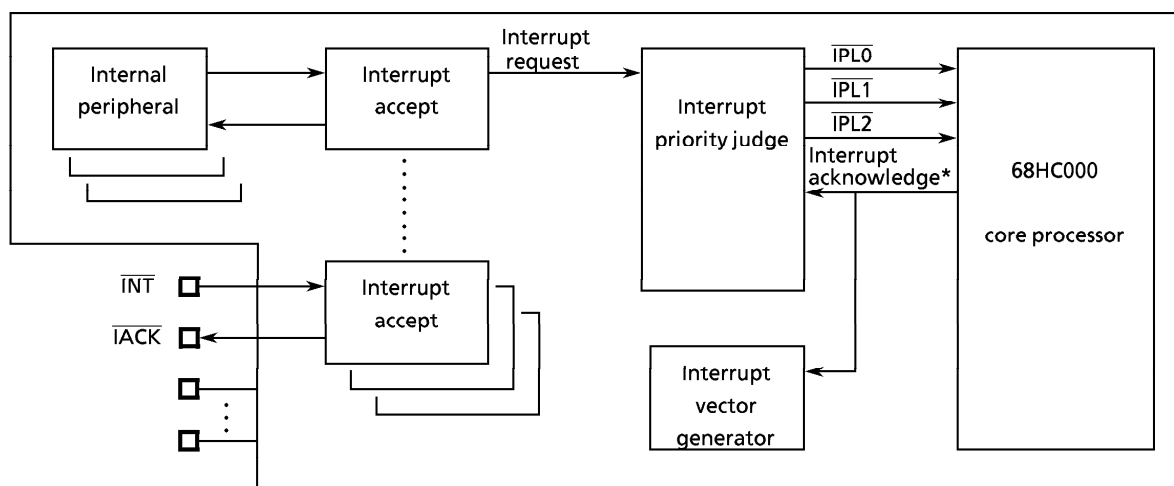 Internal
peripheral
Interrupt
accept
Interrupt
request
Interrupt
priority judge
IPL0
IPL1
IPL2
Interrupt
acknowledge*
68HC000
core processor
INT
IACK
Interrupt
accept
Interrupt
vector
generator